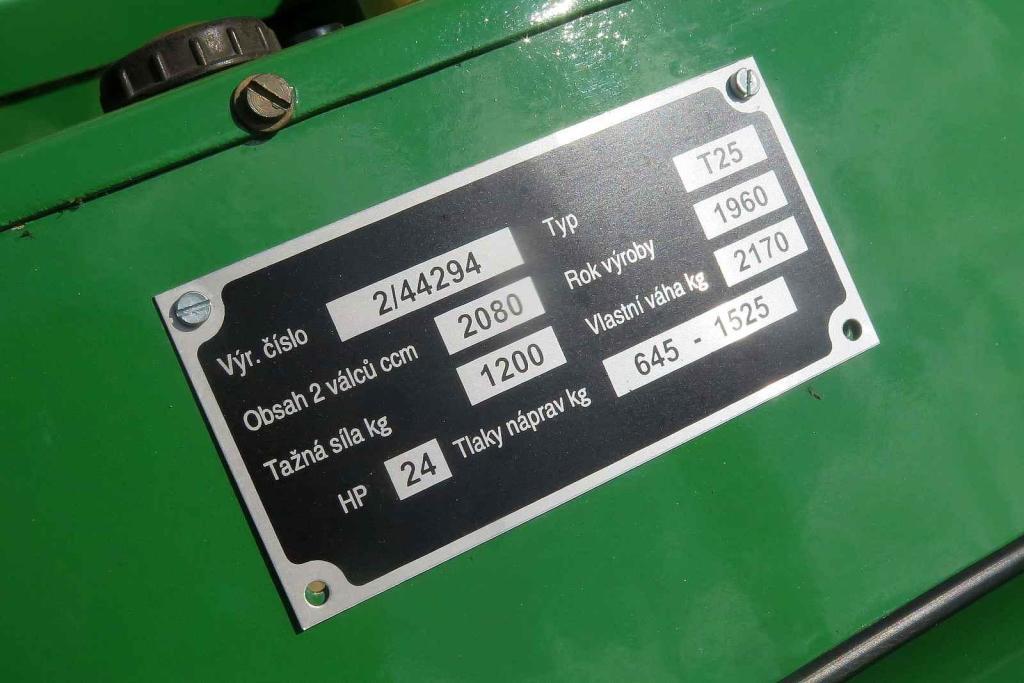 Typ T25
Výr. číslo 2/44294 Rok výroby 1960
Obsah 2 válců ccm 2080 Vlastní váha kg 2170
Tažná síla kg 1200 645 - 1525
HP 24 Tlaky náprav kg